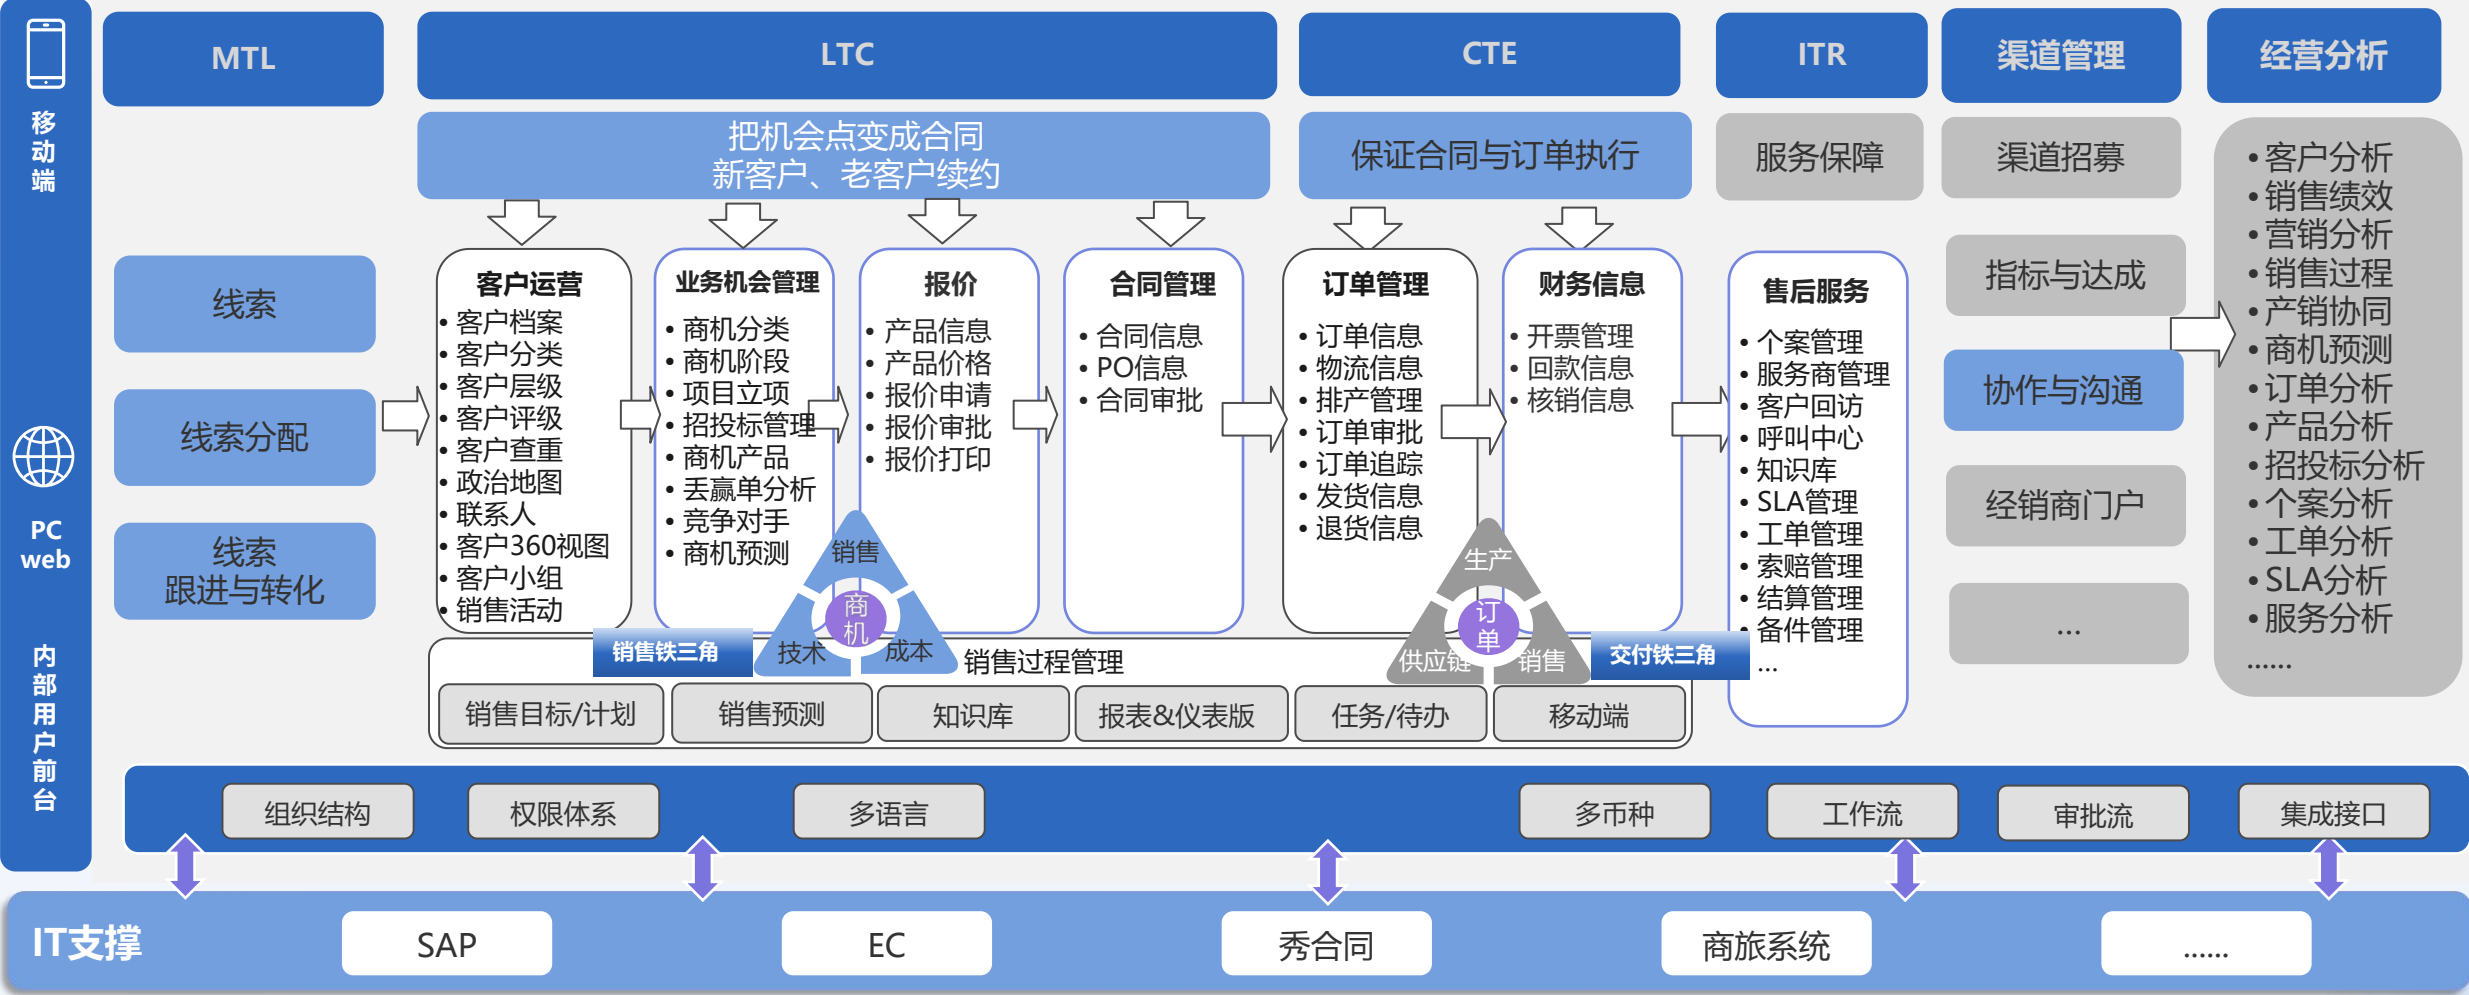 移动端
PC
web
内部用户前台
MTL
线索
线索分配
线索
跟进与转化
LTC
把机会点变成合同
新客户、老客户续约
客户运营
• 客户档案
• 客户分类
• 客户层级
• 客户评级
• 客户查重
• 政治地图
• 联系人
• 客户360视图
• 客户小组
• 销售活动
业务机会管理
• 商机分类
• 商机阶段
• 项目立项
• 招投标管理
• 商机产品
• 丢赢单分析
• 竞争对手
• 商机预测
报价
• 产品信息
• 产品价格
• 报价申请
• 报价审批
• 报价打印
合同管理
• 合同信息
• PO信息
• 合同审批
销售铁三角
销售
商机
技术
成本
CTE
保证合同与订单执行
订单管理
• 订单信息
• 物流信息
• 排产管理
• 订单审批
• 订单追踪
• 发货信息
• 退货信息
财务信息
• 开票管理
• 回款信息
• 核销信息
生产
订单
供应链
销售
交付铁三角
销售过程管理
销售目标/计划
销售预测
知识库
报表&仪表版
任务/待办
移动端
ITR
服务保障
售后服务
• 个案管理
• 服务商管理
• 客户回访
• 呼叫中心
• 知识库
• SLA管理
• 工单管理
• 索赔管理
• 结算管理
• 备件管理
• ...
渠道管理
渠道招募
指标与达成
协作与沟通
经销商门户
...
经营分析
• 客户分析
• 销售绩效
• 营销分析
• 销售过程
• 产销协同
• 商机预测
• 订单分析
• 产品分析
• 招投标分析
• 个案分析
• 工单分析
• SLA分析
• 服务分析
......
组织结构
权限体系
多语言
多币种
工作流
审批流
集成接口
IT支撑
SAP
EC
秀合同
商旅系统
......